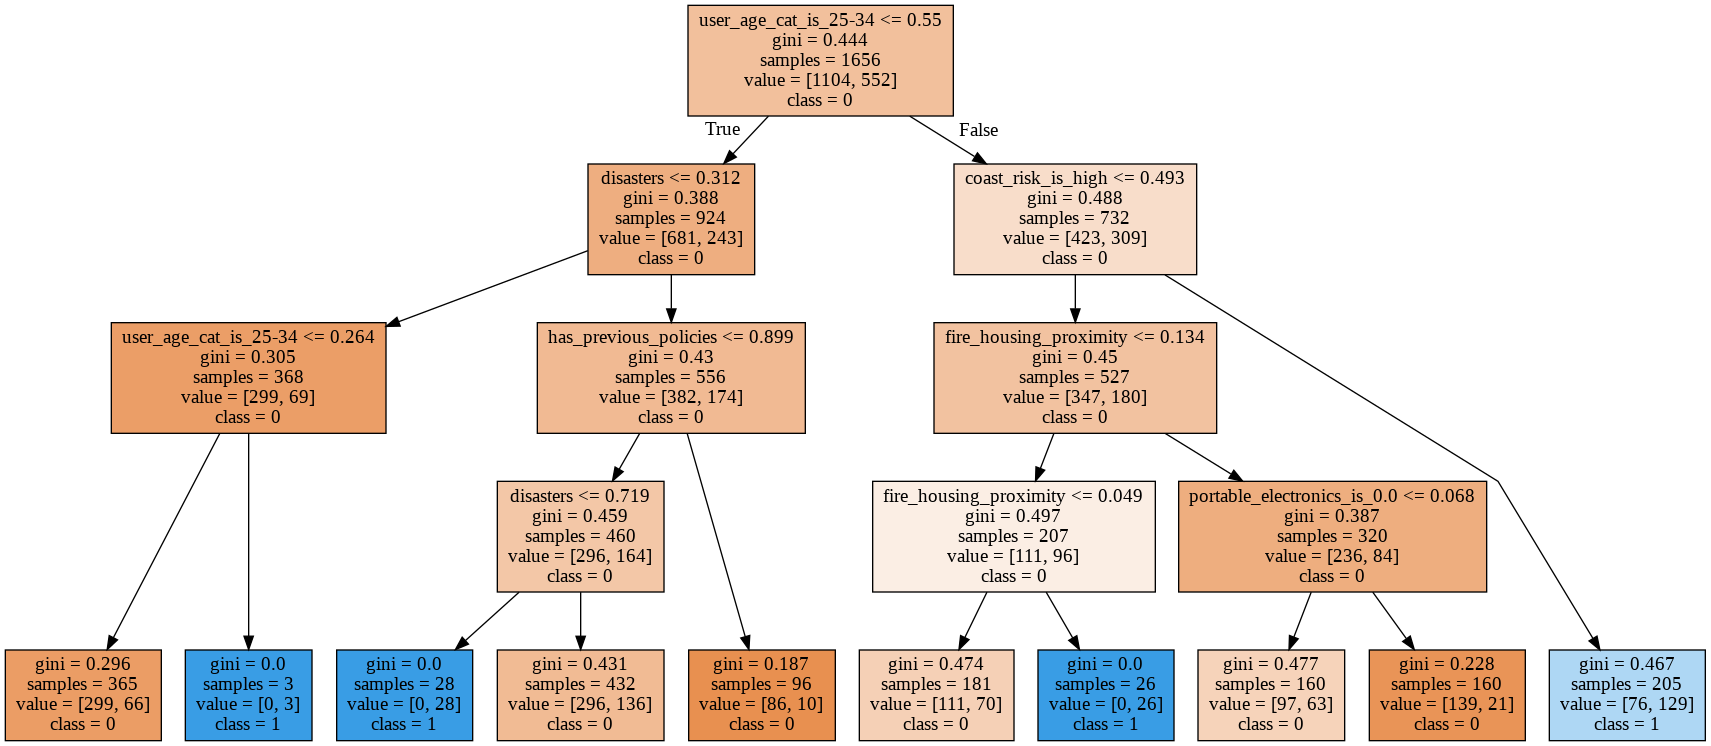 user_age_cat_is_25-34 <= 0.55
gini = 0.444
samples = 1656
value = [1104, 552]
class = 0
True
False
disasters <= 0.312
gini = 0.388
samples = 924
value = [681, 243]
class = 0
coast_risk_is_high <= 0.493
gini = 0.488
samples = 732
value = [423, 309]
class = 0
user_age_cat_is_25-34 <= 0.264
gini = 0.305
samples = 368
value = [299, 69]
class = 0
has_previous_policies <= 0.899
gini = 0.43
samples = 556
value = [382, 174]
class = 0
fire_housing_proximity <= 0.134
gini = 0.45
samples = 527
value = [347, 180]
class = 0
disasters <= 0.719
gini = 0.459
samples = 460
value = [296, 164]
class = 0
fire_housing_proximity <= 0.049
gini = 0.497
samples = 207
value = [111, 96]
class = 0
portable_electronics_is_0.0 <= 0.068
gini = 0.387
samples = 320
value = [236, 84]
class = 0
gini = 0.296
samples = 365
value = [299, 66]
class = 0
gini = 0.0
samples = 3
value = [0, 3]
class = 1
gini = 0.0
samples = 28
value = [0, 28]
class = 1
gini = 0.431
samples = 432
value = [296, 136]
class = 0
gini = 0.187
samples = 96
value = [86, 10]
class = 0
gini = 0.474
samples = 181
value = [111, 70]
class = 0
gini = 0.0
samples = 26
value = [0, 26]
class = 1
gini = 0.477
samples = 160
value = [97, 63]
class = 0
gini = 0.228
samples = 160
value = [139, 21]
class = 0
gini = 0.467
samples = 205
value = [76, 129]
class = 1